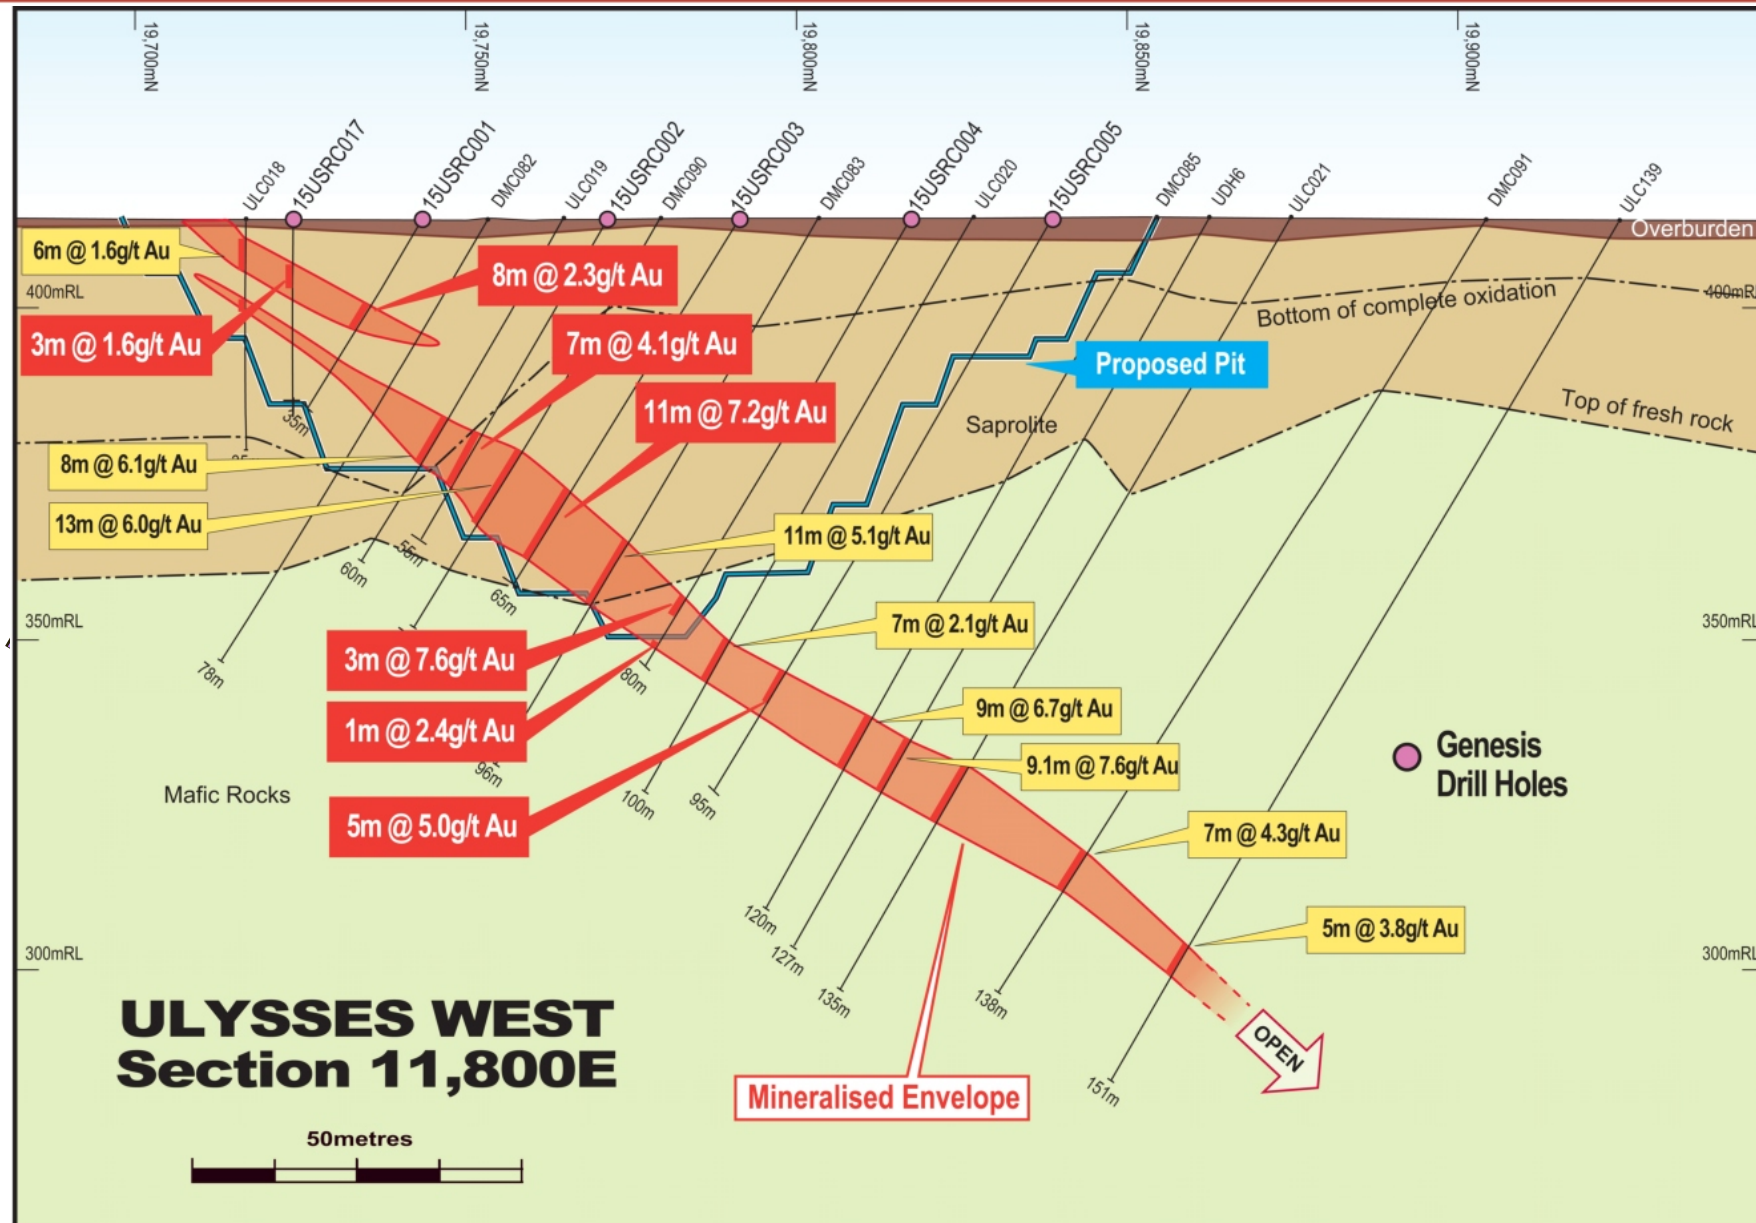 19,700mN
19,750mN
19,800mN
19,850mN
19,900mN
ULC018
15USRC017
15USRC001
DMC082
ULC019
15USRC002
DMC090
15USRC003
DMC083
15USRC004
ULC020
15USRC005
DMC085
UDH6
ULC021
DMC091
ULC139
Overburden
6m @ 1.6g/t Au
8m @ 2.3g/t Au
400mRL
400mRL
Bottom of complete oxidation
3m @ 1.6g/t Au
7m @ 4.1g/t Au
Proposed Pit
11m @ 7.2g/t Au
35m
Saprolite
Top of fresh rock
8m @ 6.1g/t Au
13m @ 6.0g/t Au
11m @ 5.1g/t Au
55m
60m
65m
350mRL
7m @ 2.1g/t Au
350mRL
3m @ 7.6g/t Au
78m
80m
9m @ 6.7g/t Au
1m @ 2.4g/t Au
Genesis
Drill Holes
96m
9.1m @ 7.6g/t Au
Mafic Rocks
100m
95m
5m @ 5.0g/t Au
7m @ 4.3g/t Au
120m
5m @ 3.8g/t Au
300mRL
127m
300mRL
135m
138m
ULYSSES WEST
Section 11,800E
OPEN
151m
Mineralised Envelope
50metres